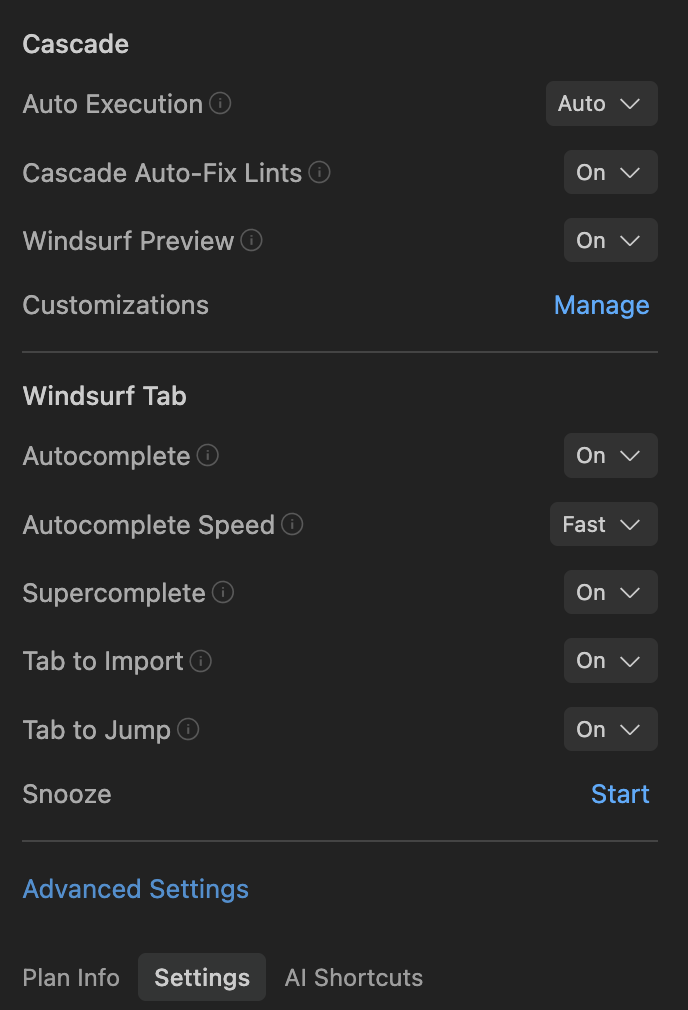 Cascade
Auto Execution Auto
Cascade Auto-Fix Lints On
Windsurf Preview On
Customizations Manage
Windsurf Tab
Autocomplete On
Autocomplete Speed Fast
Supercomplete On
Tab to Import On
Tab to Jump On
Snooze Start
Advanced Settings
Plan Info Settings AI Shortcuts